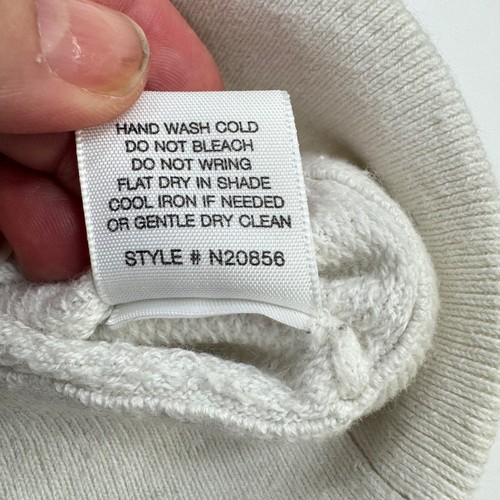 HAND WASH COLD
DO NOT BLEACH
DO NOT WRING
FLAT DRY IN SHADE
COOL IRON IF NEEDED
OR GENTLE DRY CLEAN
STYLE # N20856